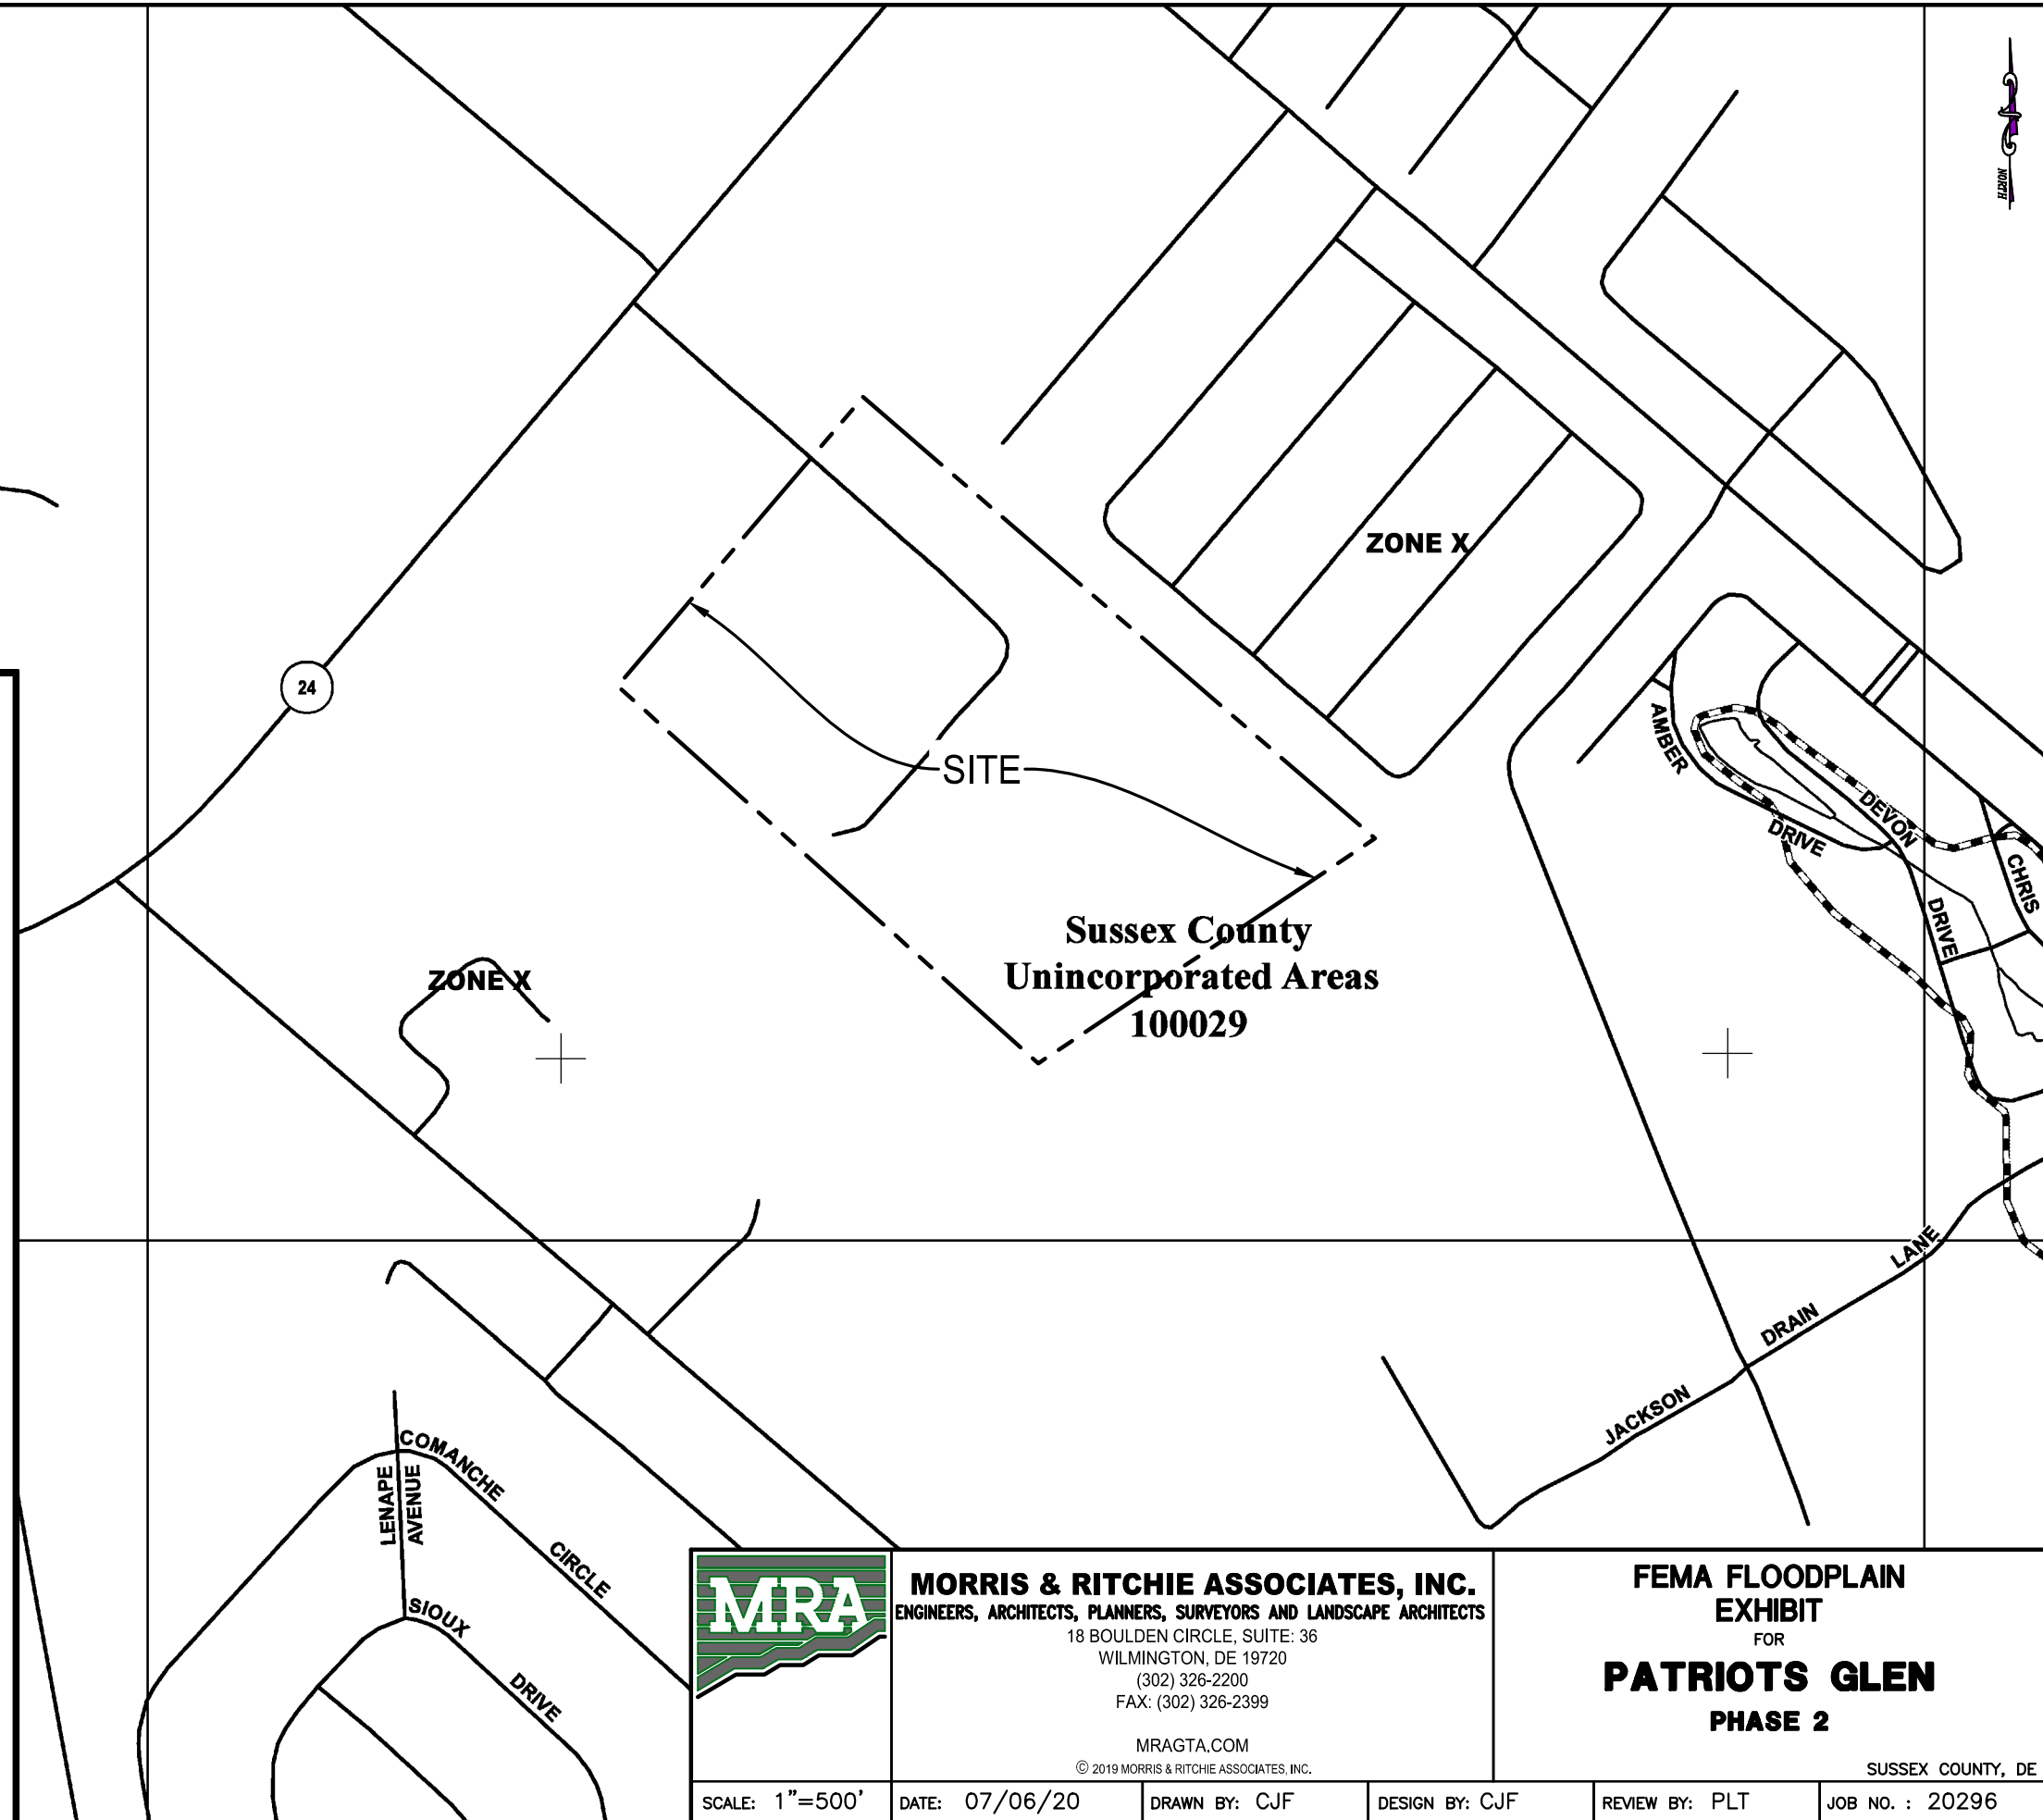 NORTH
ZONE X
24
SITE
AMBER
DRIVE
DEVON
DRIVE
CHRIS
Sussex County
Unincorporated Areas
100029
ZONE X
LANE
DRAIN
JACKSON
COMANCHE
CIRCLE
LENAPE
AVENUE
SIOUX
DRIVE
MRA
MORRIS & RITCHIE ASSOCIATES, INC.
ENGINEERS, ARCHITECTS, PLANNERS, SURVEYORS AND LANDSCAPE ARCHITECTS
18 BOULDEN CIRCLE, SUITE: 36
WILMINGTON, DE 19720
(302) 326-2200
FAX: (302) 326-2399
MRAGTA.COM
© 2019 MORRIS & RITCHIE ASSOCIATES, INC.
FEMA FLOODPLAIN
EXHIBIT
FOR
PATRIOTS GLEN
PHASE 2
SUSSEX COUNTY, DE
SCALE: 1"=500'
DATE: 07/06/20
DRAWN BY: CJF
DESIGN BY: CJF
REVIEW BY: PLT
JOB NO. : 20296